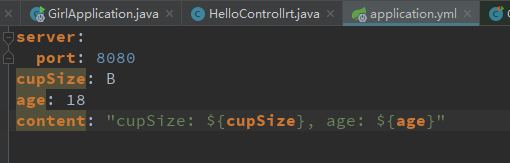 GirlApplication.java × HelloControllrt.java × application.yml ×
server:
  port: 8080
cupSize: B
age: 18
content: "cupSize: ${cupSize}, age: ${age}"